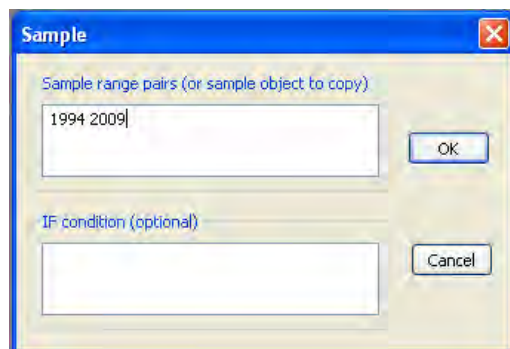 Sample
Sample range pairs (or sample object to copy)
1994 2009
OK
IF condition (optional)
Cancel